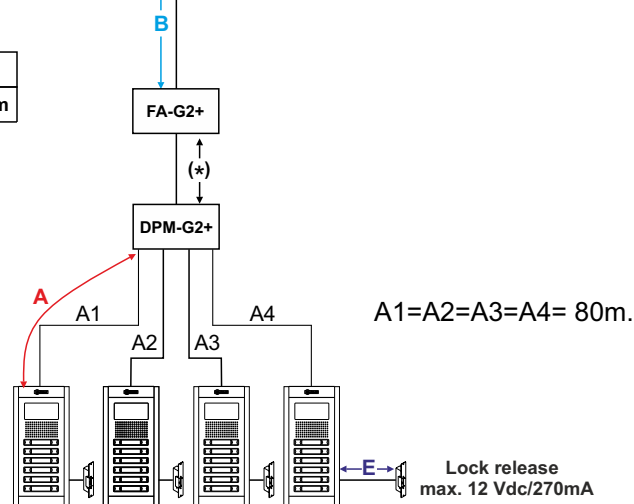 B
m
FA-G2+
(*)
DPM-G2+
A
A1
A2
A3
A4
A1=A2=A3=A4= 80m.
E
Lock release
max. 12 Vdc/270mA